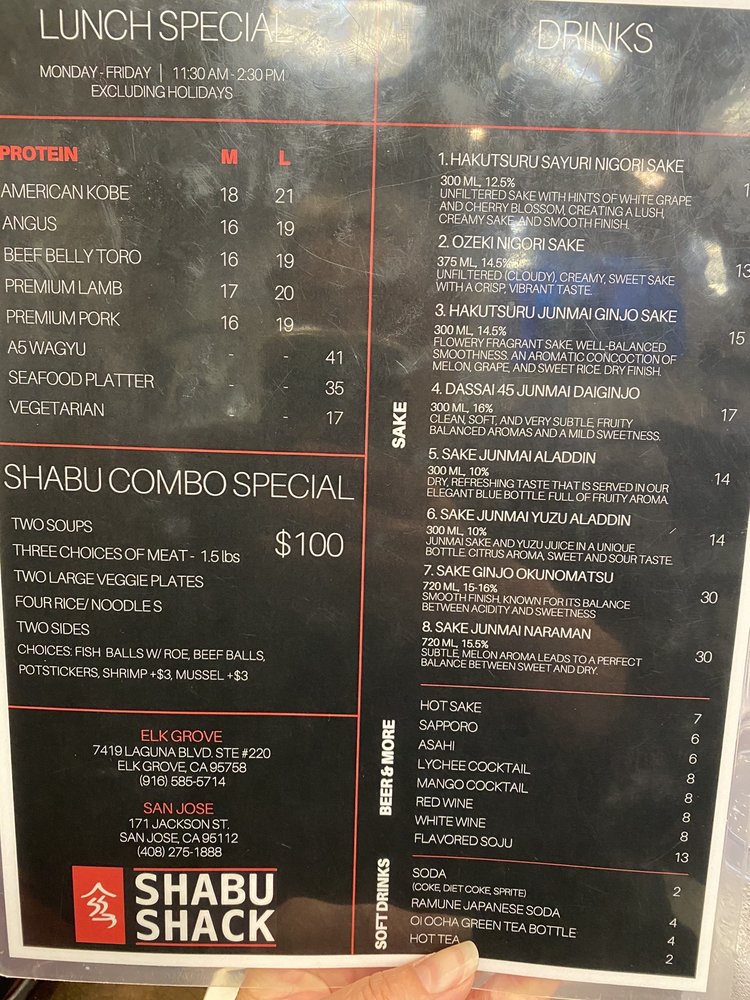 LUNCH SPECIAL
MONDAY - FRIDAY | 11:30 AM - 2:30 PM
EXCLUDING HOLIDAYS
PROTEIN M L
AMERICAN KOBE 18 21
ANGUS 16 19
BEEF BELLY TORO 16 19
PREMIUM LAMB 17 20
PREMIUM PORK 16 19
A5 WAGYU - - 41
SEAFOOD PLATTER - - 35
VEGETARIAN - - 17
SHABU COMBO SPECIAL
$100
TWO SOUPS
THREE CHOICES OF MEAT - 1.5 lbs
TWO LARGE VEGGIE PLATES
FOUR RICE/ NOODLE S
TWO SIDES
CHOICES: FISH BALLS W/ ROE, BEEF BALLS,
POTSTICKERS, SHRIMP +$3, MUSSEL +$3
ELK GROVE
7419 LAGUNA BLVD. STE #220
ELK GROVE, CA 95758
(916) 585-5714
SAN JOSE
171 JACKSON ST.
SAN JOSE, CA 95112
(408) 275-1888
SHABU
SHACK
DRINKS
SAKE
1. HAKUTSURU SAYURI NIGORI SAKE
300 ML, 12.5%
UNFILTERED SAKE WITH HINTS OF WHITE GRAPE
AND CHERRY BLOSSOM, CREATING A LUSH,
CREAMY SAKE, AND SMOOTH FINISH.
2. OZEKI NIGORI SAKE 13
375 ML, 14.5%
UNFILTERED (CLOUDY), CREAMY, SWEET SAKE
WITH A CRISP, VIBRANT TASTE.
3. HAKUTSURU JUNMAI GINJO SAKE 15
300 ML, 14.5%
FLOWERY FRAGRANT SAKE, WELL-BALANCED
SMOOTHNESS. AN AROMATIC CONCOCTION OF
MELON, GRAPE, AND SWEET RICE. DRY FINISH.
4. DASSAI 45 JUNMAI DAIGINJO 17
300 ML, 16%
CLEAN, SOFT, AND VERY SUBTLE, FRUITY
BALANCED AROMAS AND A MILD SWEETNESS.
5. SAKE JUNMAI ALADDIN 14
300 ML, 10%
DRY, REFRESHING TASTE THAT IS SERVED IN OUR
ELEGANT BLUE BOTTLE. FULL OF FRUITY AROMA.
6. SAKE JUNMAI YUZU ALADDIN 14
300 ML, 10%
JUNMAI SAKE AND YUZU JUICE IN A UNIQUE
BOTTLE. CITRUS AROMA, SWEET AND SOUR TASTE.
7. SAKE GINJO OKUNOMATSU 30
720 ML, 15-16%
SMOOTH FINISH, KNOWN FOR ITS BALANCE
BETWEEN ACIDITY AND SWEETNESS
8. SAKE JUNMAI NARAMAN 30
720 ML, 15.5%
SUBTLE, MELON AROMA LEADS TO A PERFECT
BALANCE BETWEEN SWEET AND DRY.
BEER & MORE
HOT SAKE 7
SAPPORO 6
ASAHI 6
LYCHEE COCKTAIL 8
MANGO COCKTAIL 8
RED WINE 8
WHITE WINE 8
FLAVORED SOJU 13
SOFT DRINKS
SODA 2
(COKE, DIET COKE, SPRITE)
RAMUNE JAPANESE SODA 4
OI OCHA GREEN TEA BOTTLE 4
HOT TEA 2